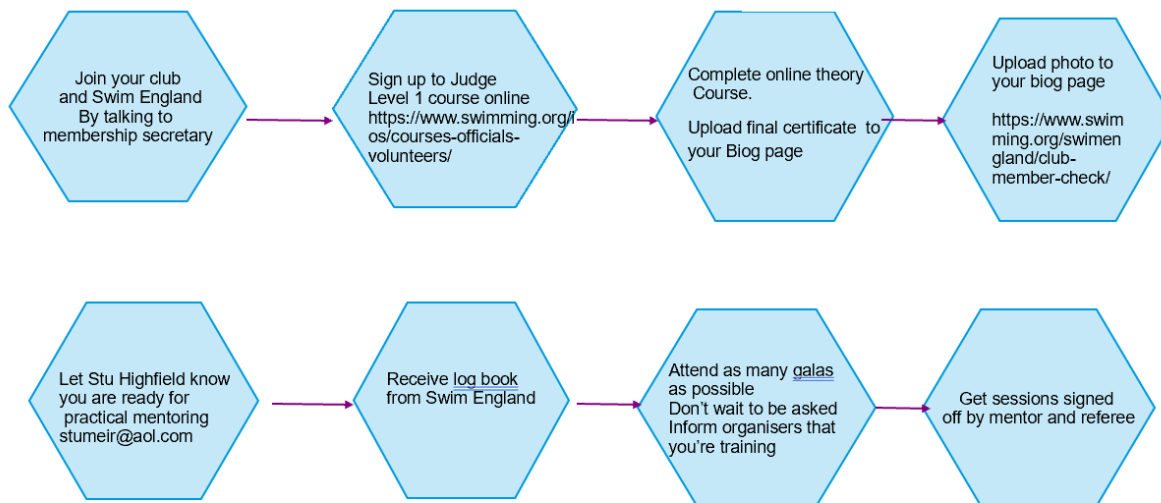 Join your club
and Swim England
By talking to
membership secretary
Sign up to Judge
Level 1 course online
https://www.swimming.org/i
os/courses-officials-
volunteers/
Complete online theory
Course.
Upload final certificate to
your Biog page
Upload photo to
your biog page
https://www.swim
ming.org/swimen
gland/club-
member-check/
Let Stu Highfield know
you are ready for
practical mentoring
stumeir@aol.com
Receive log book
from Swim England
Attend as many galas
as possible
Don't wait to be asked
Inform organisers that
you're training
Get sessions signed
off by mentor and referee